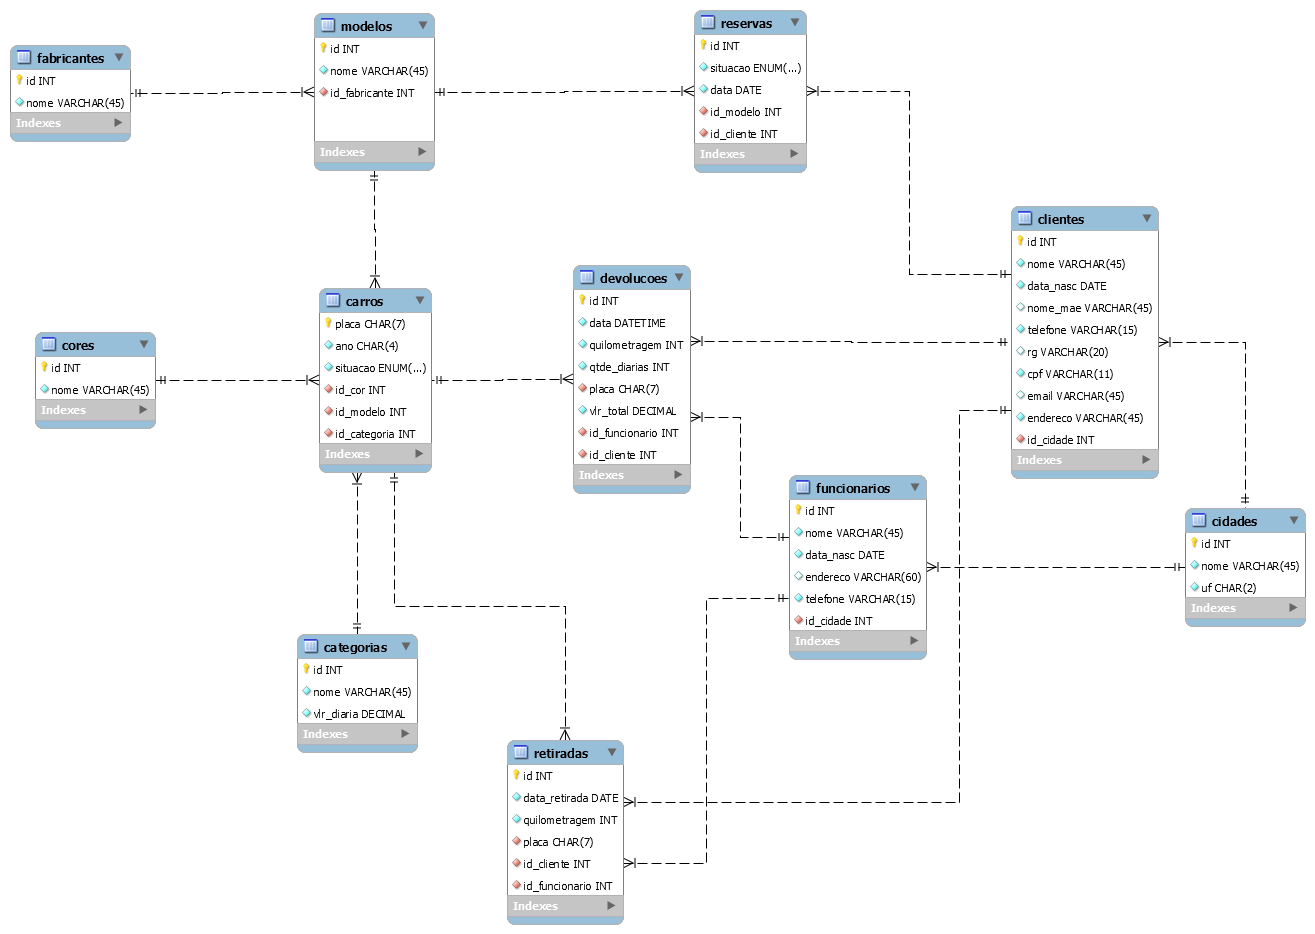 fabricantes
id INT
nome VARCHAR(45)
Indexes
modelos
id INT
nome VARCHAR(45)
id_fabricante INT
Indexes
reservas
id INT
situacao ENUM(...)
data DATE
id_modelo INT
id_cliente INT
Indexes
clientes
id INT
nome VARCHAR(45)
data_nasc DATE
nome_mae VARCHAR(45)
telefone VARCHAR(15)
rg VARCHAR(20)
cpf VARCHAR(11)
email VARCHAR(45)
endereco VARCHAR(45)
id_cidade INT
Indexes
cores
id INT
nome VARCHAR(45)
Indexes
carros
placa CHAR(7)
ano CHAR(4)
situacao ENUM(...)
id_cor INT
id_modelo INT
id_categoria INT
Indexes
devolucoes
id INT
data DATETIME
quilometragem INT
qtde_diarias INT
placa CHAR(7)
vlr_total DECIMAL
id_funcionario INT
id_cliente INT
Indexes
funcionarios
id INT
nome VARCHAR(45)
data_nasc DATE
endereco VARCHAR(60)
telefone VARCHAR(15)
id_cidade INT
Indexes
cidades
id INT
nome VARCHAR(45)
uf CHAR(2)
Indexes
categorias
id INT
nome VARCHAR(45)
vlr_diaria DECIMAL
Indexes
retiradas
id INT
data_retirada DATE
quilometragem INT
placa CHAR(7)
id_cliente INT
id_funcionario INT
Indexes